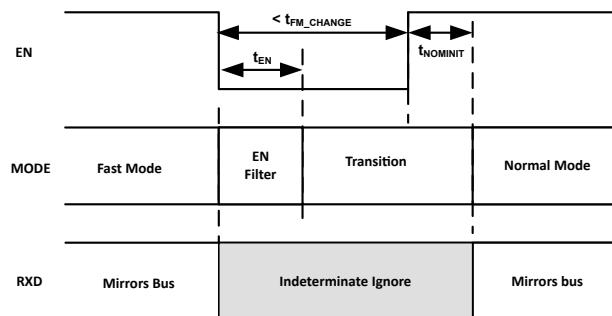 < tFM_CHANGE
tEN
tNOMINIT
EN
MODE
Fast Mode
EN
Filter
Transition
Normal Mode
RXD
Mirrors Bus
Indeterminate Ignore
Mirrors bus